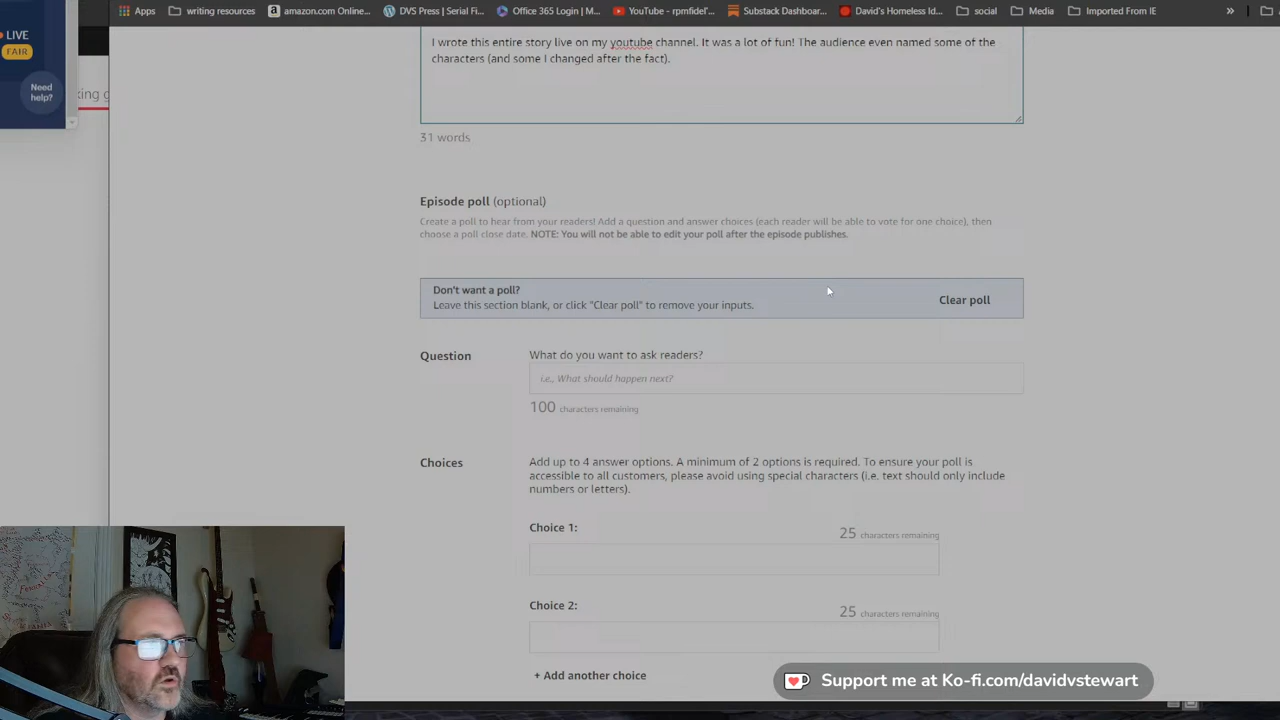 Apps
writing resources
amazon.com Online...
DVS Press | Serial Fi...
Office 365 Login | M...
YouTube - rpmfidel'...
Substack Dashboar...
David's Homeless Id...
social
Media
Imported From IE
»
LIVE
FAIR
Need
help?
king g
I wrote this entire story live on my youtube channel. It was a lot of fun! The audience even named some of the
characters (and some I changed after the fact).
31 words
Episode poll (optional)
Create a poll to hear from your readers! Add a question and answer choices (each reader will be able to vote for one choice), then
choose a poll close date. NOTE: You will not be able to edit your poll after the episode publishes.
Don't want a poll?
Leave this section blank, or click "Clear poll" to remove your inputs.
Clear poll
Question
What do you want to ask readers?
i.e., What should happen next?
100 characters remaining
Choices
Add up to 4 answer options. A minimum of 2 options is required. To ensure your poll is
accessible to all customers, please avoid using special characters (i.e. text should only include
numbers or letters).
Choice 1:
25 characters remaining
Choice 2:
25 characters remaining
+ Add another choice
Support me at Ko-fi.com/davidvstewart